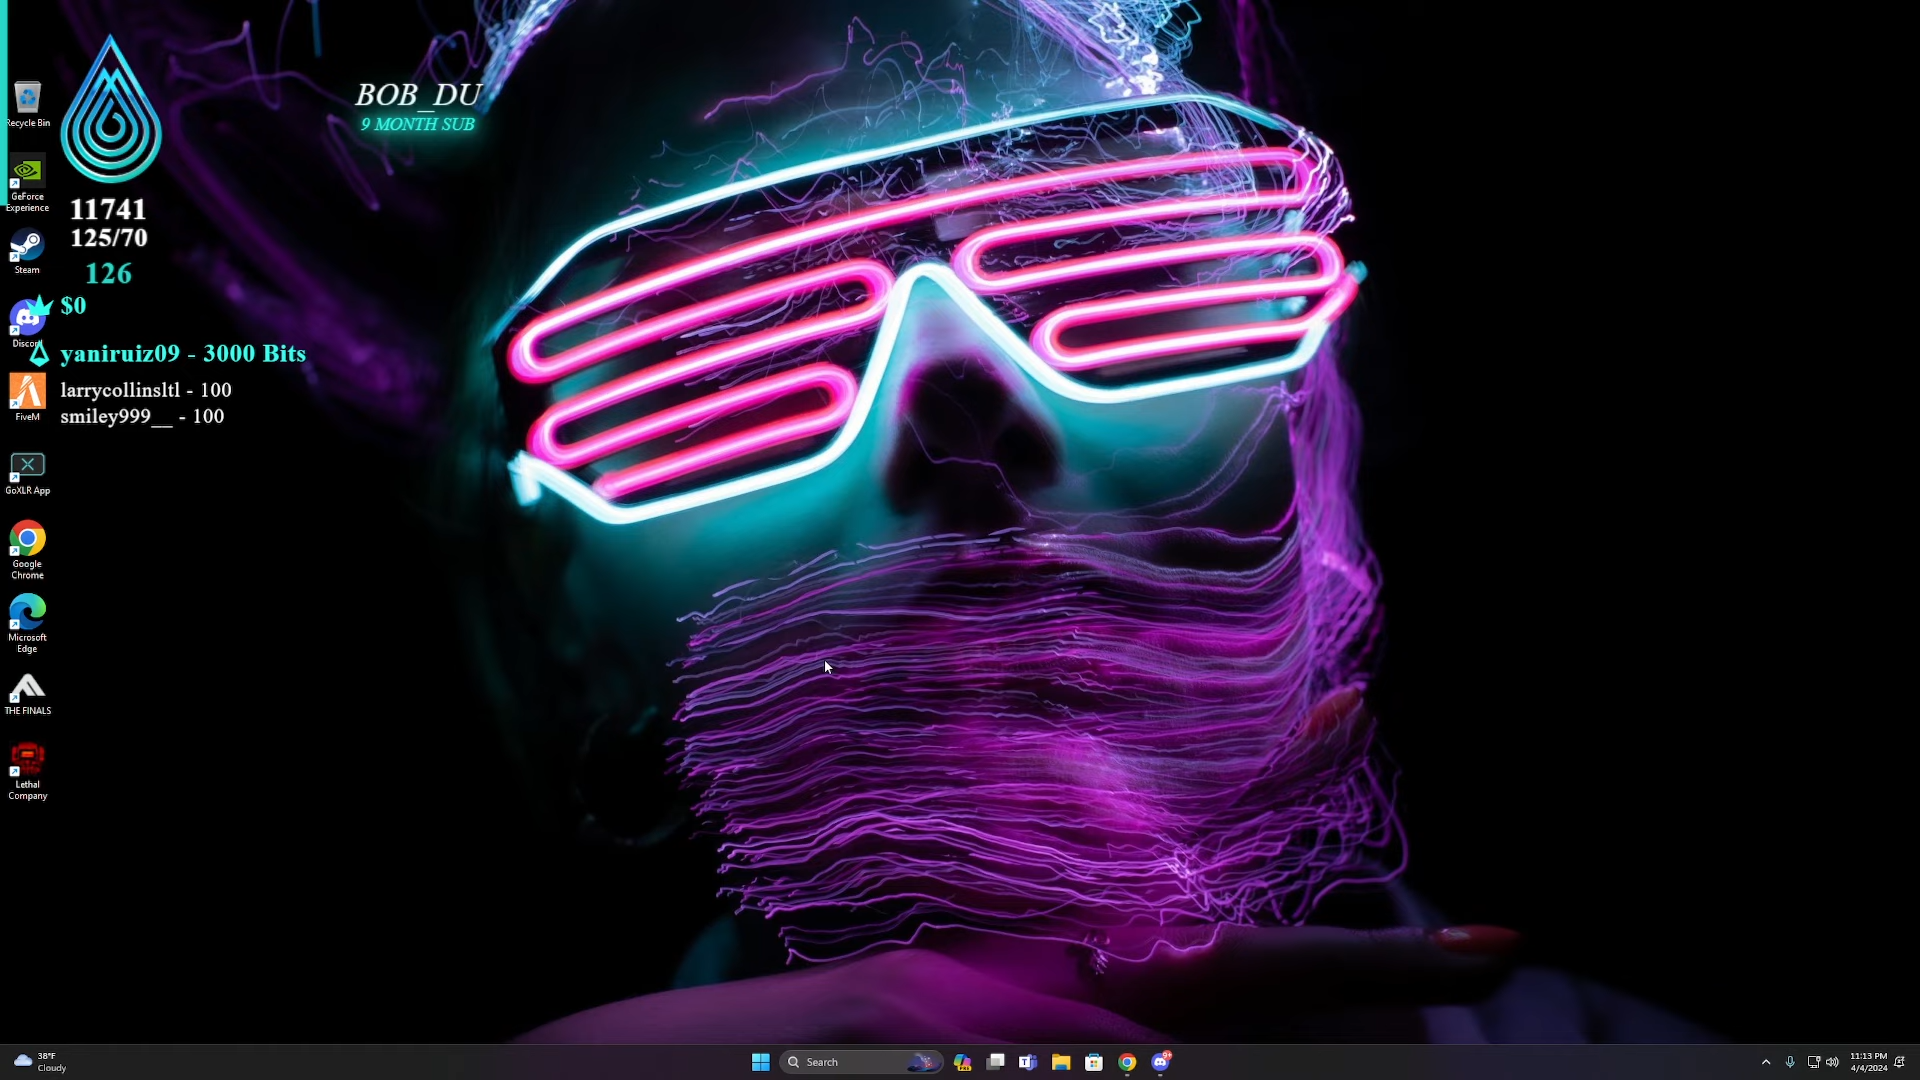 BOB_DU
9 MONTH SUB
Recycle Bin
GeForce
Experience
11741
125/70
126
Steam
$0
Discord
yaniruiz09 - 3000 Bits
larrycollinsltl - 100
smiley999__ - 100
FiveM
GoXLR App
Google
Chrome
Microsoft
Edge
THE FINALS
Lethal
Company
38°F
Cloudy
Search
PRE
9+
11:13 PM
4/4/2024